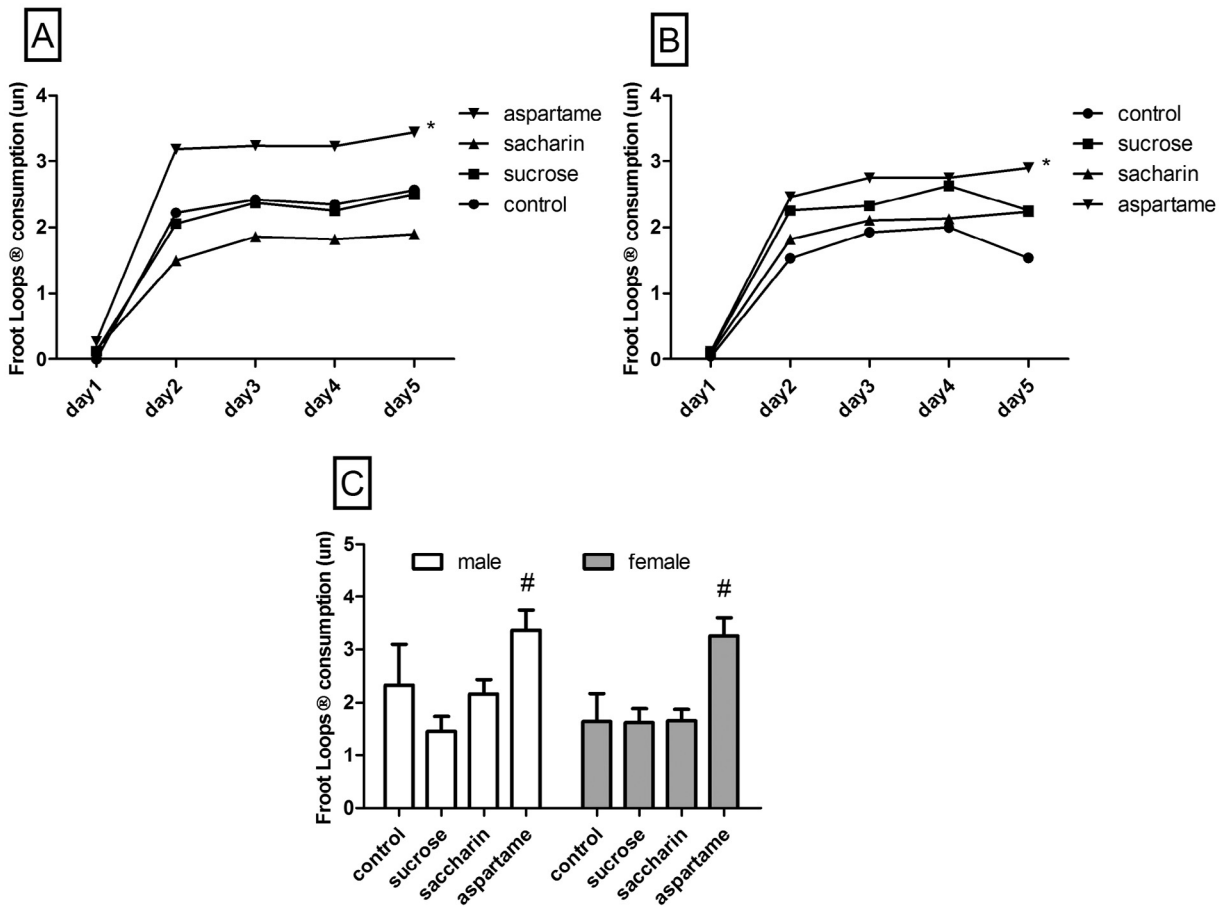 A
Froot Loops ® consumption (un)
4
3
2
1
0
day1
day2
day3
day4
day5
*
aspartame
sacharin
sucrose
control
B
Froot Loops ® consumption (un)
4
3
2
1
0
day1
day2
day3
day4
day5
*
control
sucrose
sacharin
aspartame
C
Froot Loops ® consumption (un)
5
4
3
2
1
0
male
female
#
#
control
sucrose
saccharin
aspartame
control
sucrose
saccharin
aspartame